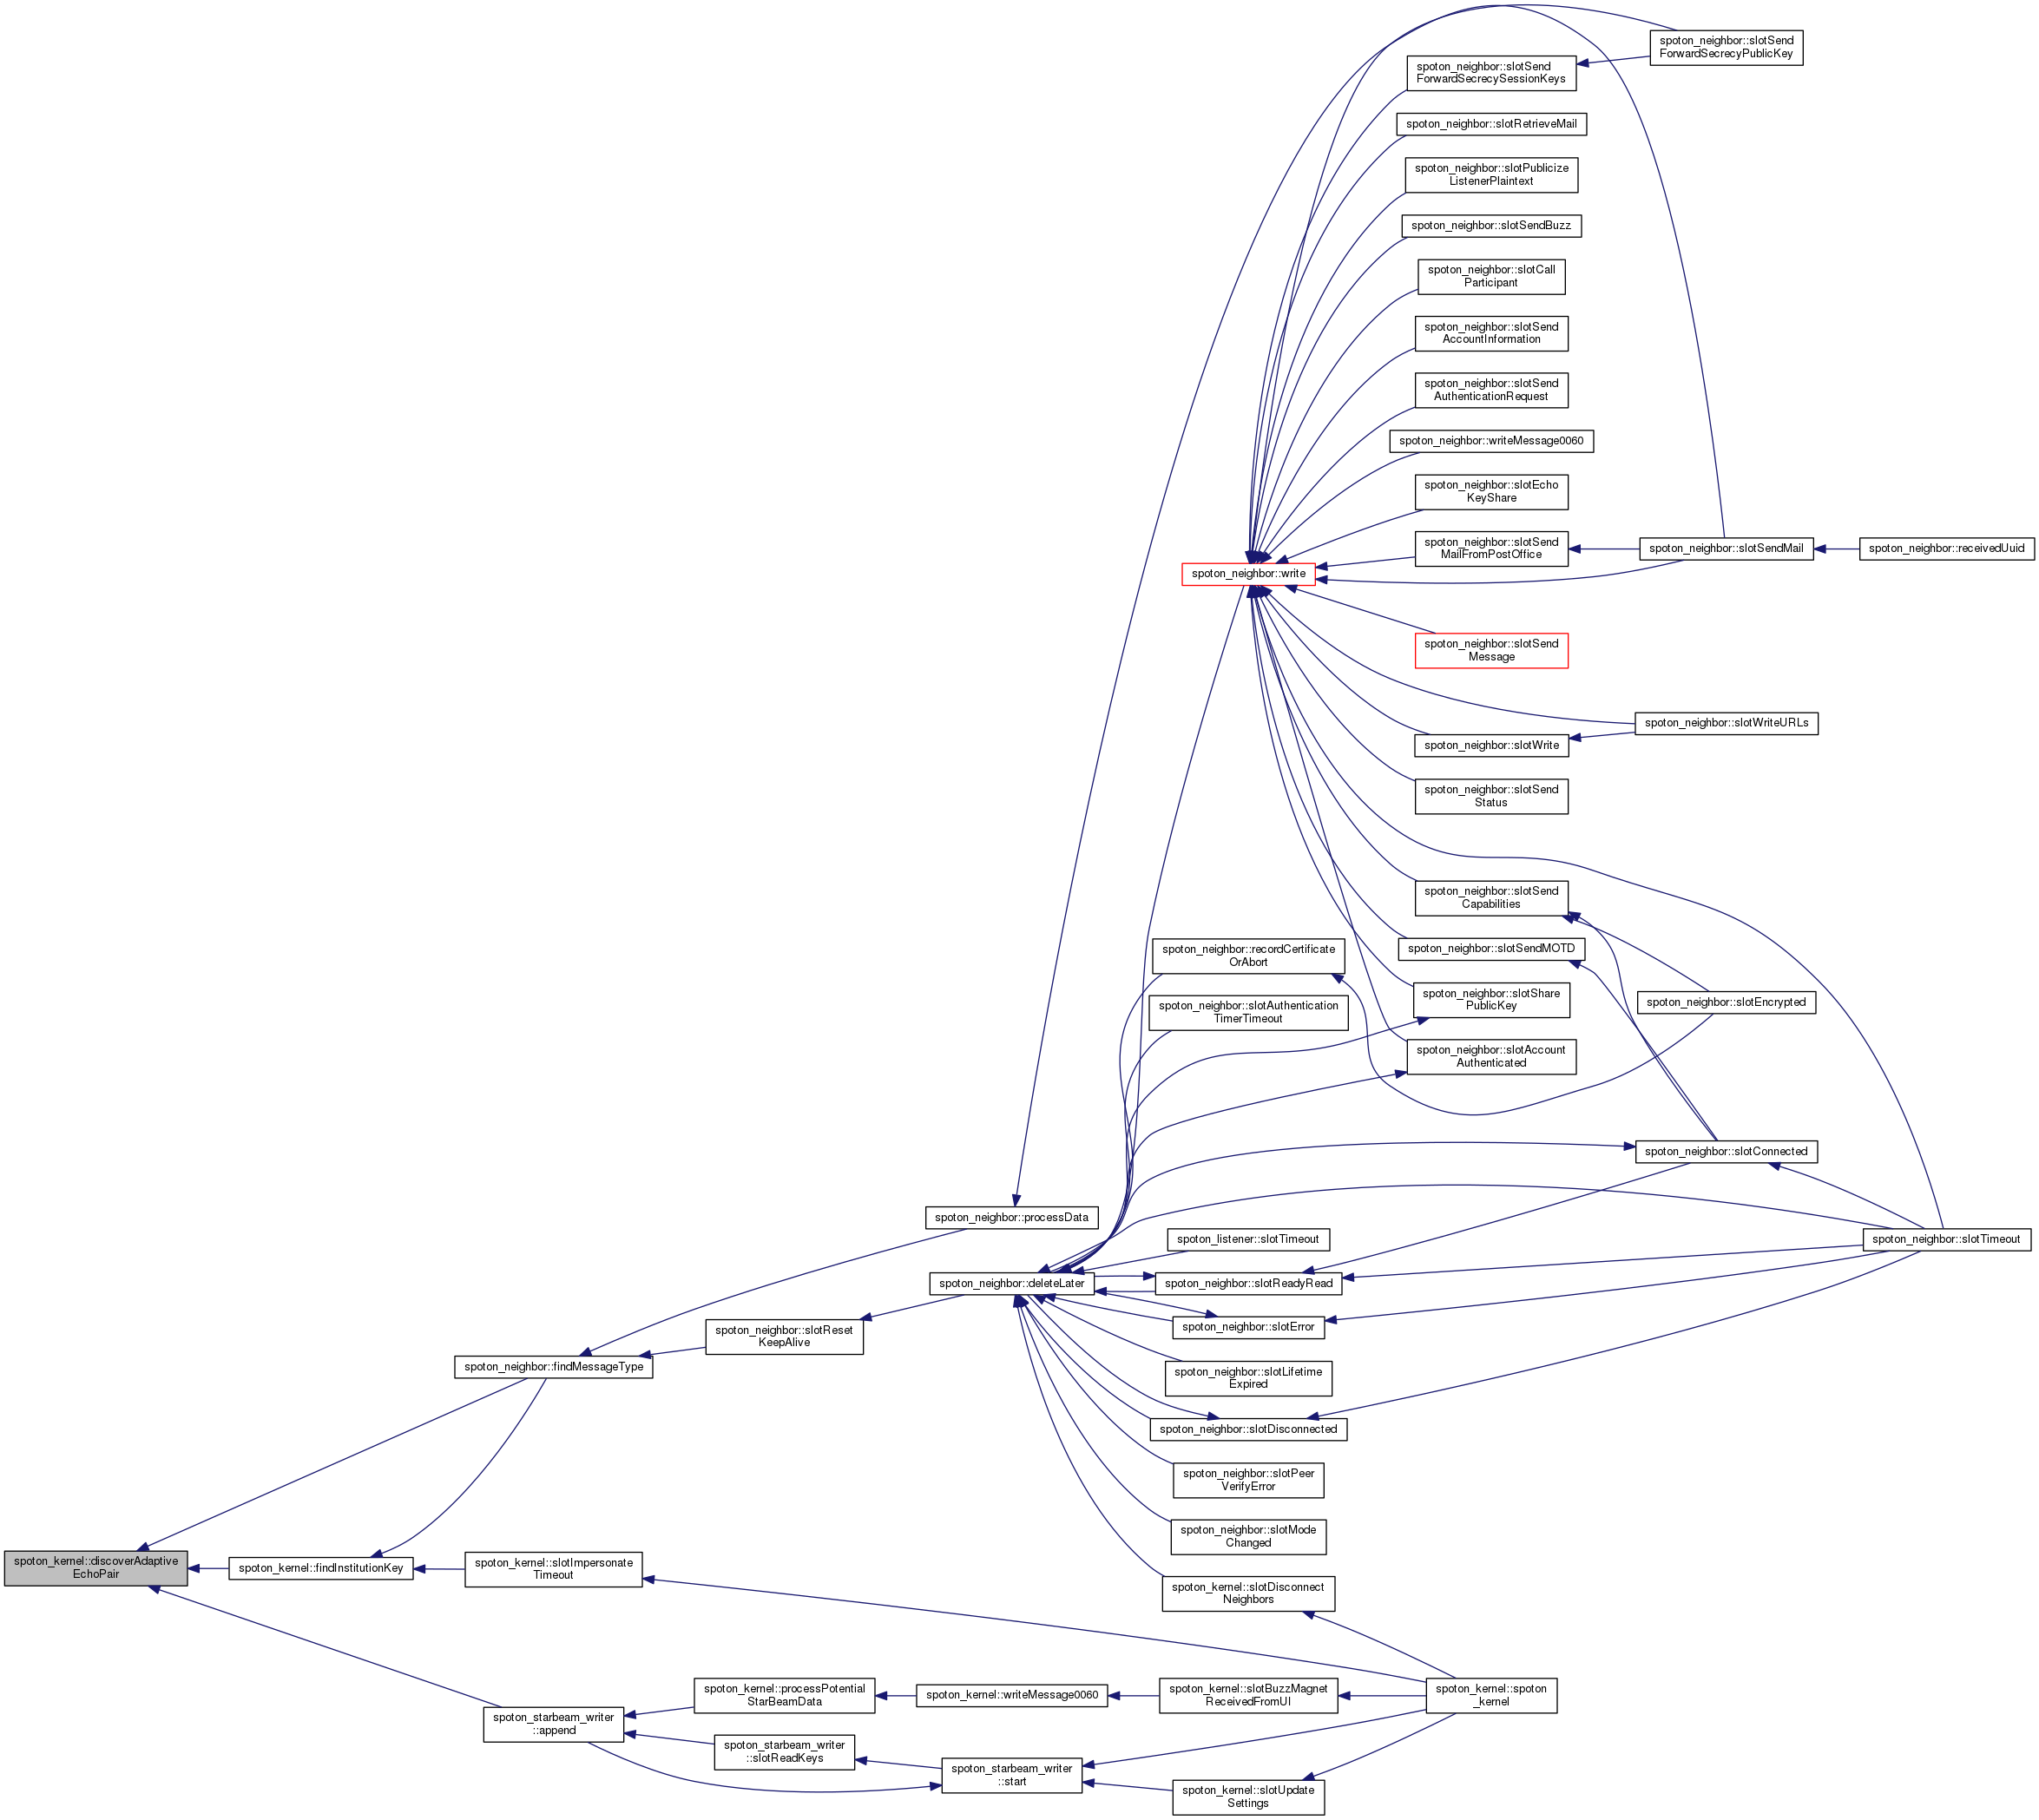 spoton_kernel::discoverAdaptive
EchoPair
spoton_neighbor::findMessageType
spoton_kernel::findInstitutionKey
spoton_kernel::slotImpersonate
Timeout
spoton_starbeam_writer
::append
spoton_neighbor::slotReset
KeepAlive
spoton_kernel::processPotential
StarBeamData
spoton_starbeam_writer
::slotReadKeys
spoton_neighbor::processData
spoton_neighbor::deleteLater
spoton_kernel::writeMessage0060
spoton_starbeam_writer
::start
spoton_neighbor::write
spoton_neighbor::recordCertificate
OrAbort
spoton_neighbor::slotAuthentication
TimerTimeout
spoton_listener::slotTimeout
spoton_neighbor::slotReadyRead
spoton_neighbor::slotError
spoton_neighbor::slotLifetime
Expired
spoton_neighbor::slotDisconnected
spoton_neighbor::slotPeer
VerifyError
spoton_neighbor::slotMode
Changed
spoton_kernel::slotDisconnect
Neighbors
spoton_kernel::slotBuzzMagnet
ReceivedFromUI
spoton_kernel::slotUpdate
Settings
spoton_neighbor::slotSend
ForwardSecrecySessionKeys
spoton_neighbor::slotRetrieveMail
spoton_neighbor::slotPublicize
ListenerPlaintext
spoton_neighbor::slotSendBuzz
spoton_neighbor::slotCall
Participant
spoton_neighbor::slotSend
AccountInformation
spoton_neighbor::slotSend
AuthenticationRequest
spoton_neighbor::writeMessage0060
spoton_neighbor::slotEcho
KeyShare
spoton_neighbor::slotSend
MailFromPostOffice
spoton_neighbor::slotSend
Message
spoton_neighbor::slotWrite
spoton_neighbor::slotSend
Status
spoton_neighbor::slotSend
Capabilities
spoton_neighbor::slotSendMOTD
spoton_neighbor::slotShare
PublicKey
spoton_neighbor::slotAccount
Authenticated
spoton_kernel::spoton
_kernel
spoton_neighbor::slotSend
ForwardSecrecyPublicKey
spoton_neighbor::slotSendMail
spoton_neighbor::slotWriteURLs
spoton_neighbor::slotEncrypted
spoton_neighbor::slotConnected
spoton_neighbor::receivedUuid
spoton_neighbor::slotTimeout